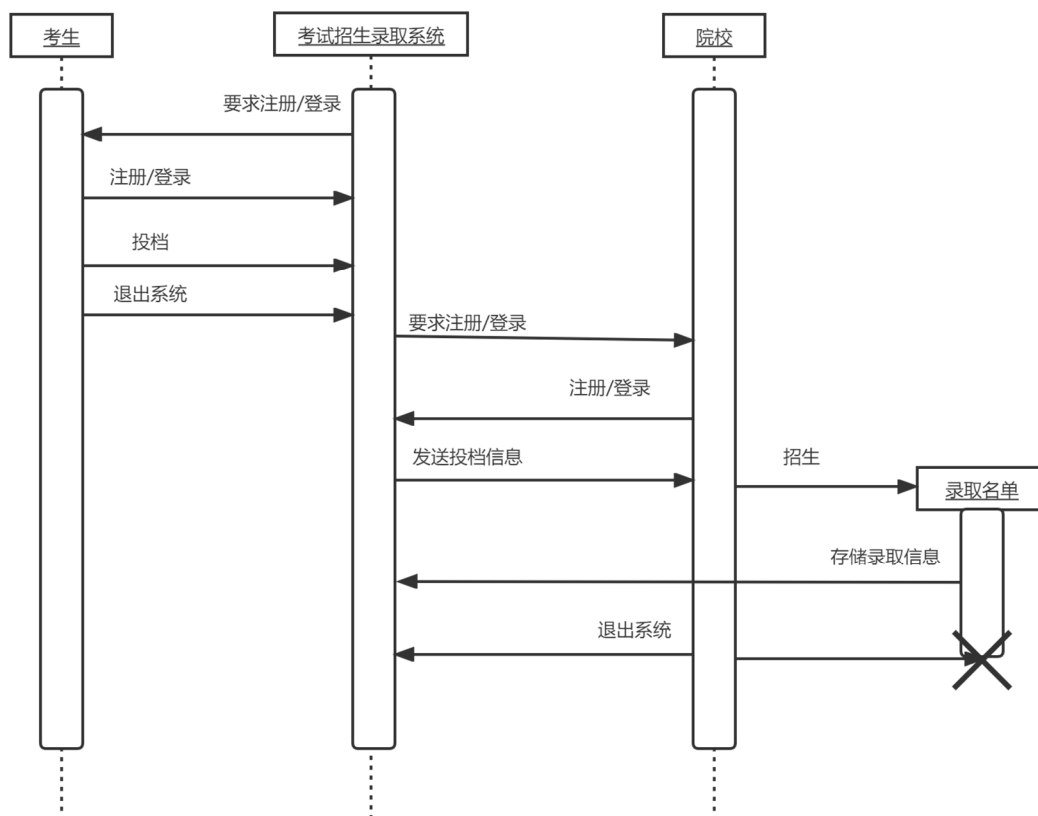 考生
考试招生录取系统
院校
要求注册/登录
注册/登录
投档
退出系统
要求注册/登录
注册/登录
发送投档信息
招生
录取名单
存储录取信息
退出系统